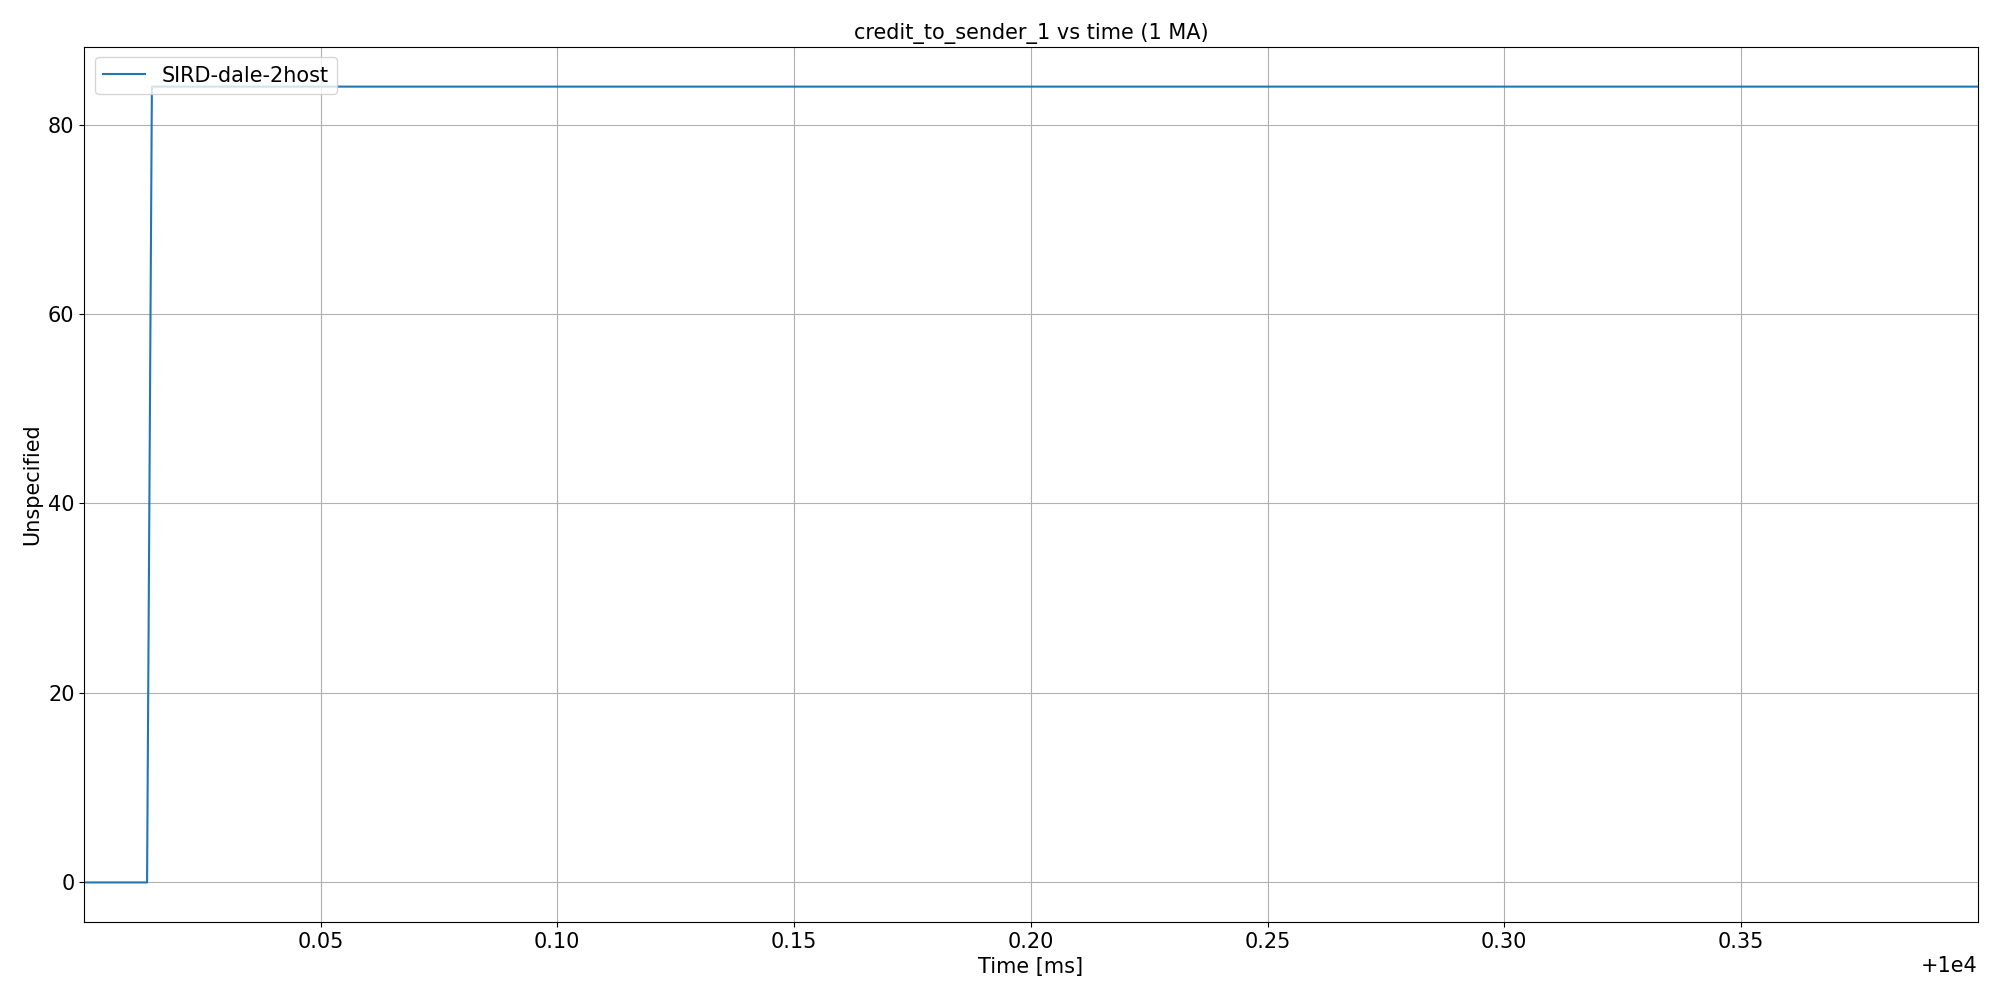 credit_to_sender_1 vs time (1 MA)
SIRD-dale-2host
Unspecified
80
60
40
20
0
0.05 0.10 0.15 0.20 0.25 0.30 0.35
Time [ms]
+1e4